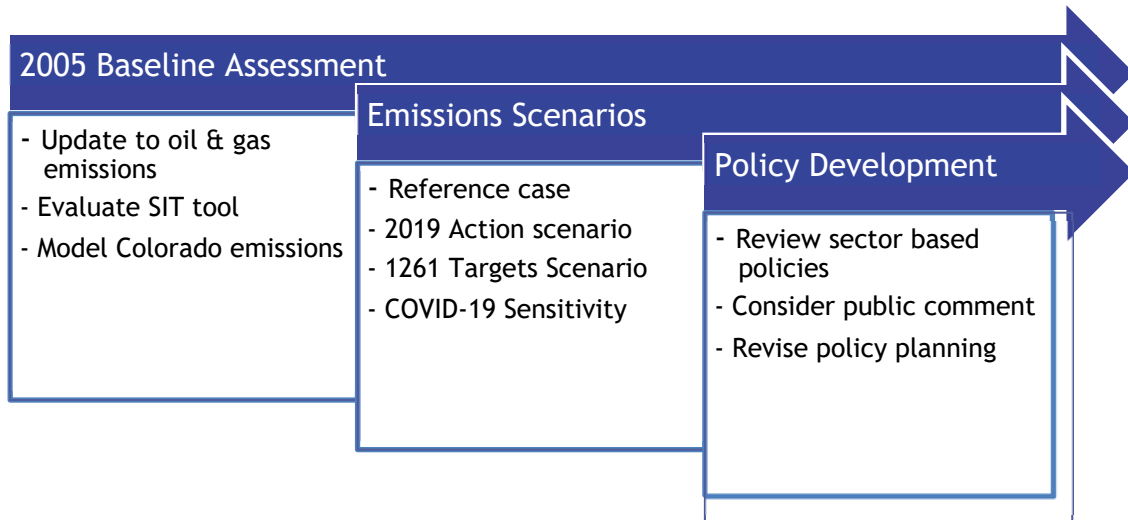 2005 Baseline Assessment
- Update to oil & gas
emissions
- Evaluate SIT tool
- Model Colorado emissions
Emissions Scenarios
- Reference case
- 2019 Action scenario
- 1261 Targets Scenario
- COVID-19 Sensitivity
Policy Development
- Review sector based
policies
- Consider public comment
- Revise policy planning